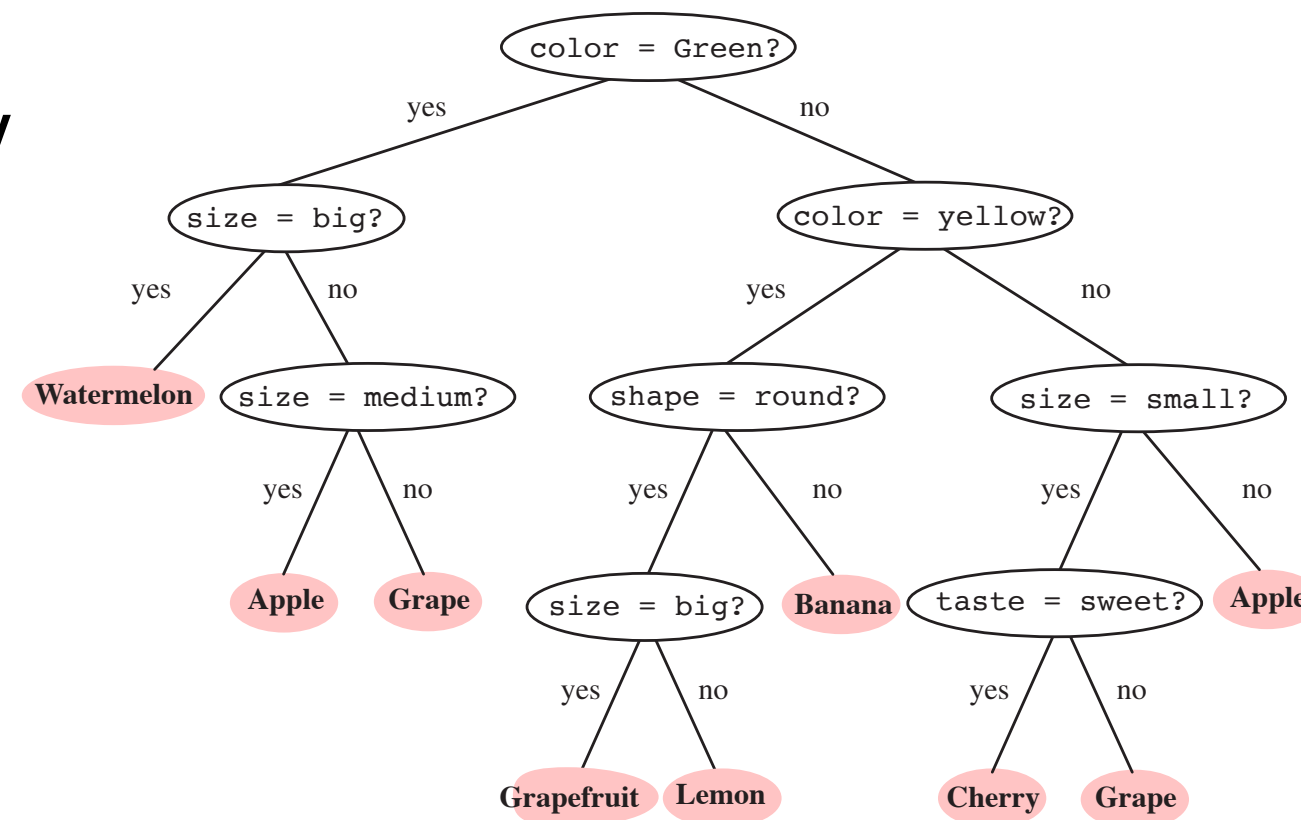 color = Green?
yes no
size = big? color = yellow?
yes no yes no
Watermelon size = medium? shape = round? size = small?
yes no yes no yes no
Apple Grape size = big? Banana taste = sweet? Apple
yes no yes no
Grapefruit Lemon Cherry Grape